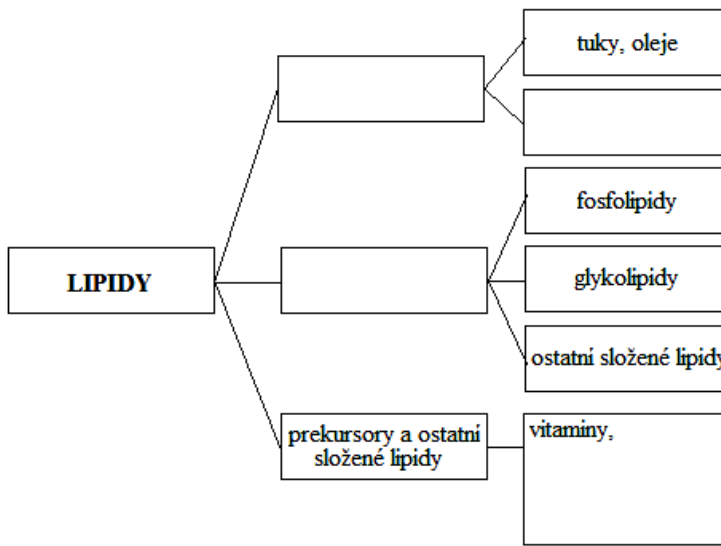 tuky, oleje
fosfolipidy
LIPIDY
glykolipidy
ostatní složené lipidy
prekursory a ostatní
složené lipidy
vitaminy,